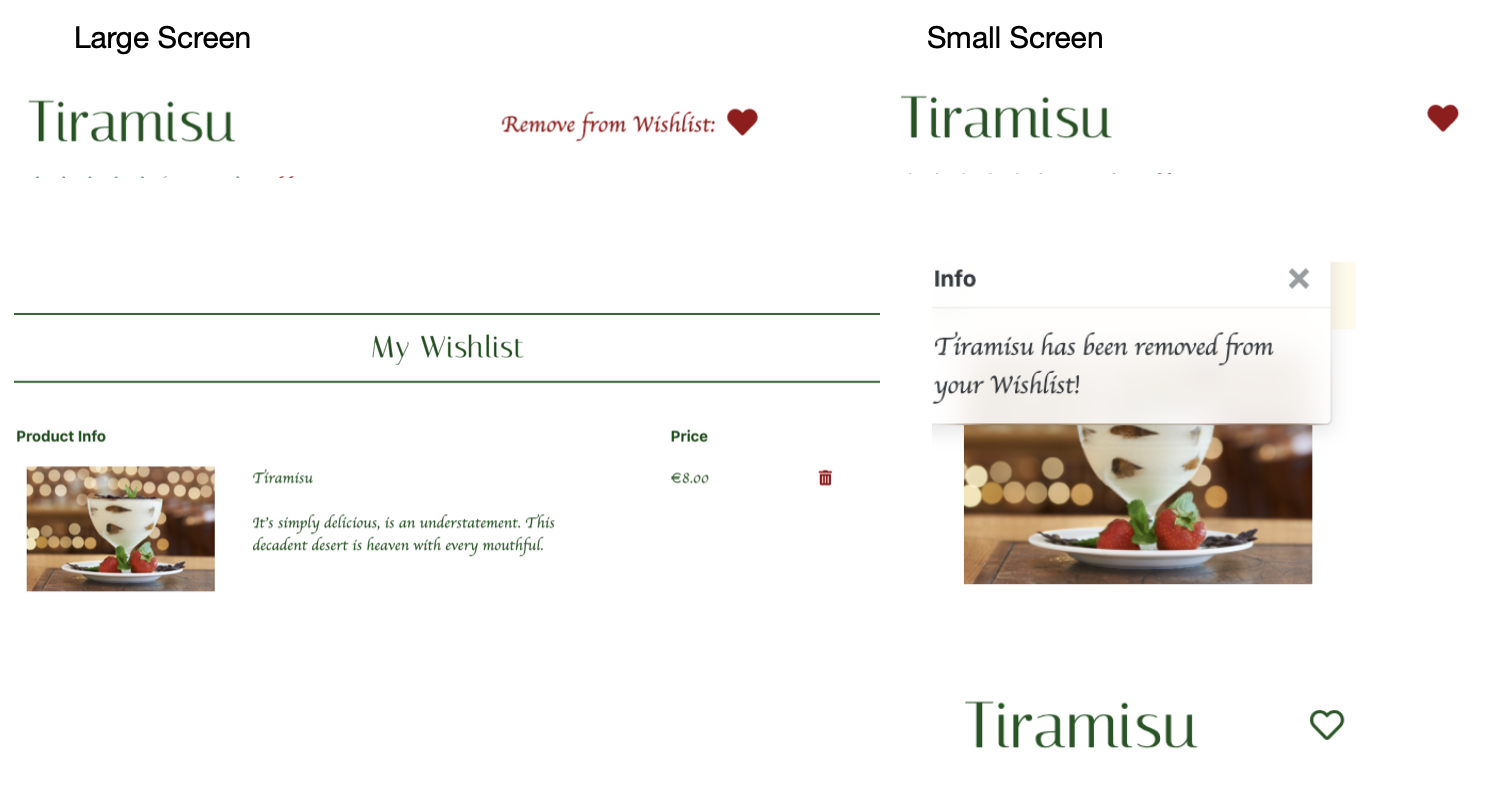 Large Screen
Small Screen
Tiramisu
Remove from Wishlist:
Tiramisu
My Wishlist
Product Info
Price
Tiramisu
€8.00
It's simply delicious, is an understatement. This
decadent desert is heaven with every mouthful.
Info
Tiramisu has been removed from
your Wishlist!
Tiramisu